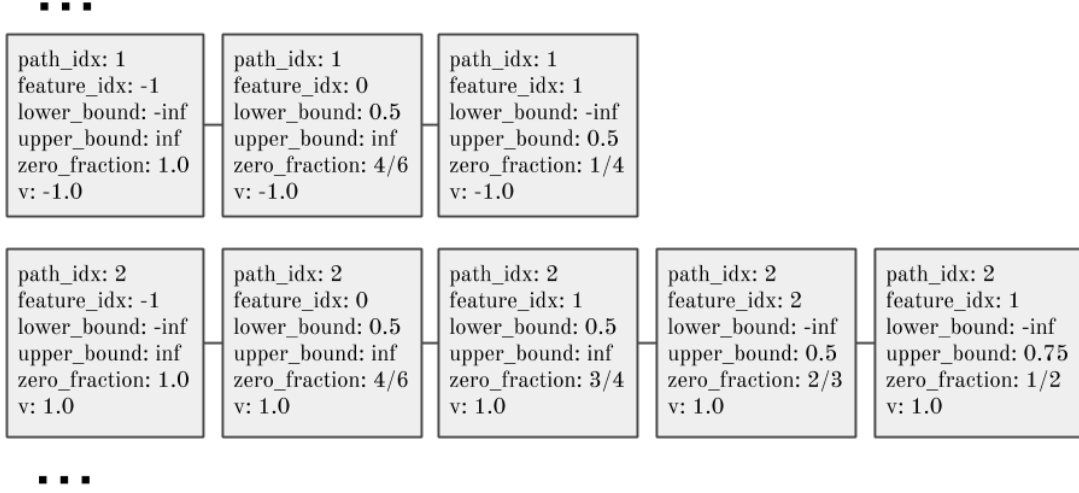 ...
path_idx: 1
feature_idx: -1
lower_bound: -inf
upper_bound: inf
zero_fraction: 1.0
v: -1.0
path_idx: 1
feature_idx: 0
lower_bound: 0.5
upper_bound: inf
zero_fraction: 4/6
v: -1.0
path_idx: 1
feature_idx: 1
lower_bound: -inf
upper_bound: 0.5
zero_fraction: 1/4
v: -1.0
path_idx: 2
feature_idx: -1
lower_bound: -inf
upper_bound: inf
zero_fraction: 1.0
v: 1.0
path_idx: 2
feature_idx: 0
lower_bound: 0.5
upper_bound: inf
zero_fraction: 4/6
v: 1.0
path_idx: 2
feature_idx: 1
lower_bound: 0.5
upper_bound: inf
zero_fraction: 3/4
v: 1.0
path_idx: 2
feature_idx: 2
lower_bound: -inf
upper_bound: 0.5
zero_fraction: 2/3
v: 1.0
path_idx: 2
feature_idx: 1
lower_bound: -inf
upper_bound: 0.75
zero_fraction: 1/2
v: 1.0
...